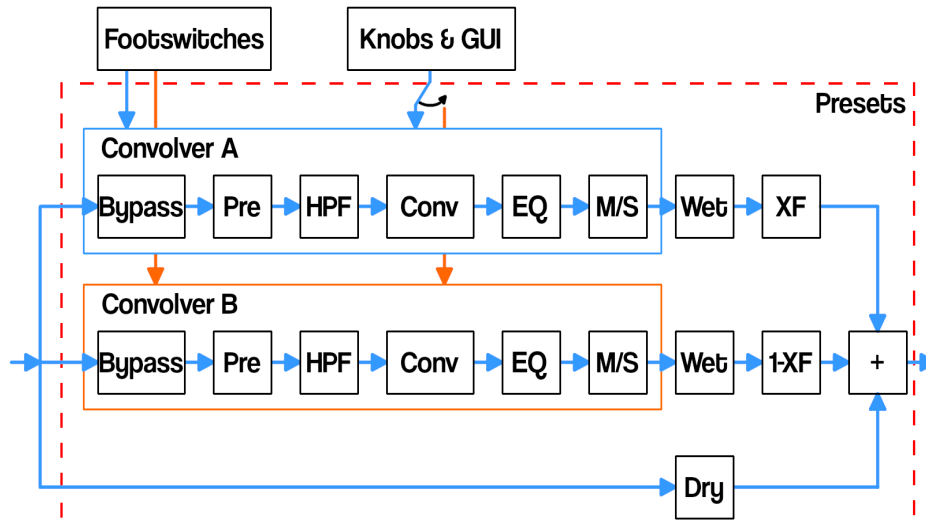 Footswitches
Knobs & GUI
Presets
Convolver A
Bypass
Pre
HPF
Conv
EQ
M/S
Wet
XF
Convolver B
Bypass
Pre
HPF
Conv
EQ
M/S
Wet
1-XF
+
Dry